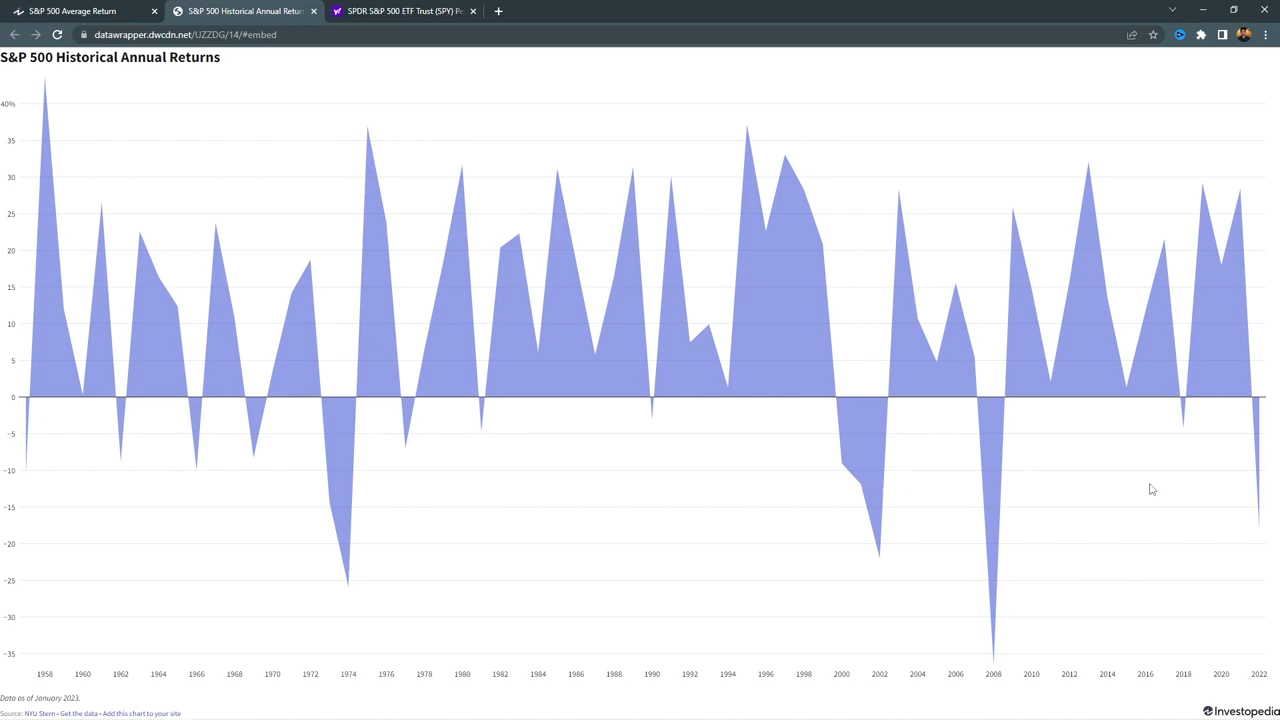 S&P 500 Average Return
S&P 500 Historical Annual Return
SPDR S&P 500 ETF Trust (SPY) Pe
datawrapper.dwcdn.net/UZZDG/14/#embed
S&P 500 Historical Annual Returns
40%
35
30
25
20
15
10
5
0
−5
−10
−15
−20
−25
−30
−35
1958 1960 1962 1964 1966 1968 1970 1972 1974 1976 1978 1980 1982 1984 1986 1988 1990 1992 1994 1996 1998 2000 2002 2004 2006 2008 2010 2012 2014 2016 2018 2020 2022
Data as of January 2023.
Source: NYU Stern • Get the data • Add this chart to your site
Investopedia